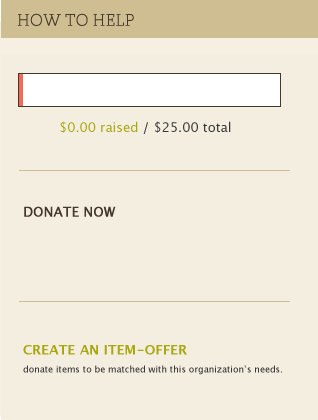 HOW TO HELP
$0.00 raised / $25.00 total
DONATE NOW
CREATE AN ITEM-OFFER
donate items to be matched with this organization's needs.